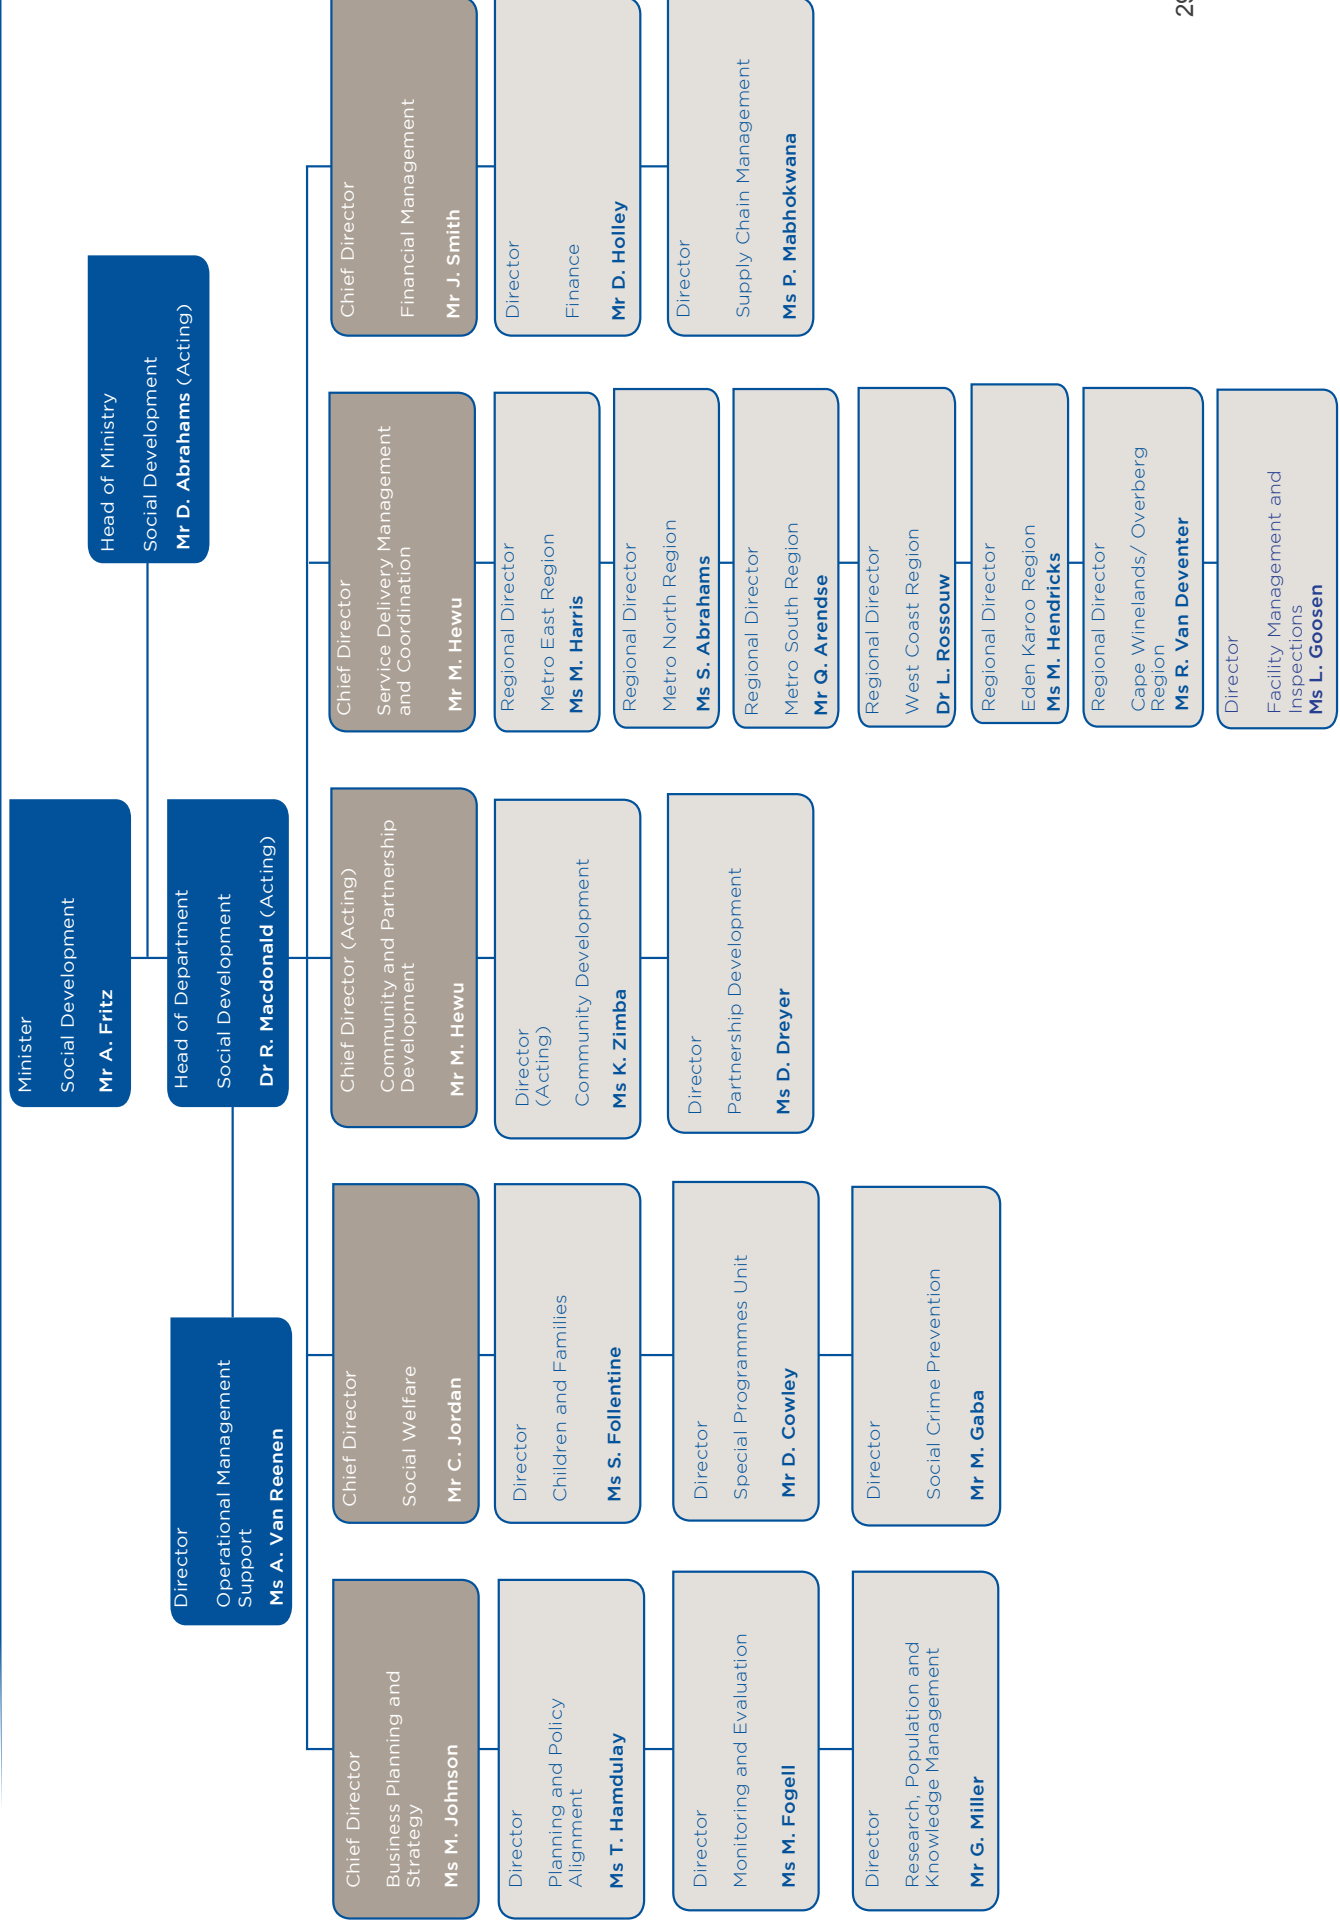 Minister
Social Development
Mr A. Fritz
Head of Ministry
Social Development
Mr D. Abrahams (Acting)
Director
Operational Management
Support
Ms A. Van Reenen
Head of Department
Social Development
Dr R. Macdonald (Acting)
Chief Director
Business Planning and
Strategy
Ms M. Johnson
Director
Planning and Policy
Alignment
Ms T. Hamdulay
Director
Monitoring and Evaluation
Ms M. Fogell
Director
Research, Population and
Knowledge Management
Mr G. Miller
Chief Director
Social Welfare
Mr C. Jordan
Director
Children and Families
Ms S. Follentine
Director
Special Programmes Unit
Mr D. Cowley
Director
Social Crime Prevention
Mr M. Gaba
Chief Director (Acting)
Community and Partnership
Development
Mr M. Hewu
Director
(Acting)
Community Development
Ms K. Zimba
Director
Partnership Development
Ms D. Dreyer
Chief Director
Service Delivery Management
and Coordination
Mr M. Hewu
Regional Director
Metro East Region
Ms M. Harris
Regional Director
Metro North Region
Ms S. Abrahams
Regional Director
Metro South Region
Mr Q. Arendse
Regional Director
West Coast Region
Dr L. Rossouw
Regional Director
Eden Karoo Region
Ms M. Hendricks
Regional Director
Cape Winelands/ Overberg
Region
Ms R. Van Deventer
Director
Facility Management and
Inspections
Ms L. Goosen
Chief Director
Financial Management
Mr J. Smith
Director
Finance
Mr D. Holley
Director
Supply Chain Management
Ms P. Mabhokwana
29